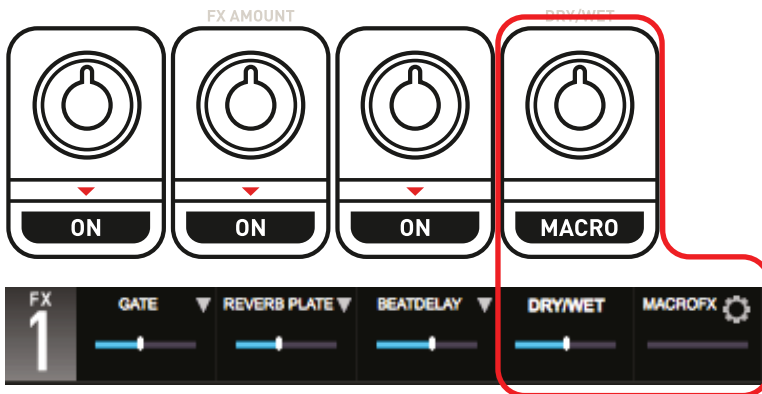 FX AMOUNT
DRY/WET
ON
ON
ON
MACRO
FX
1
GATE
REVERB PLATE
BEATDELAY
DRY/WET
MACROFX